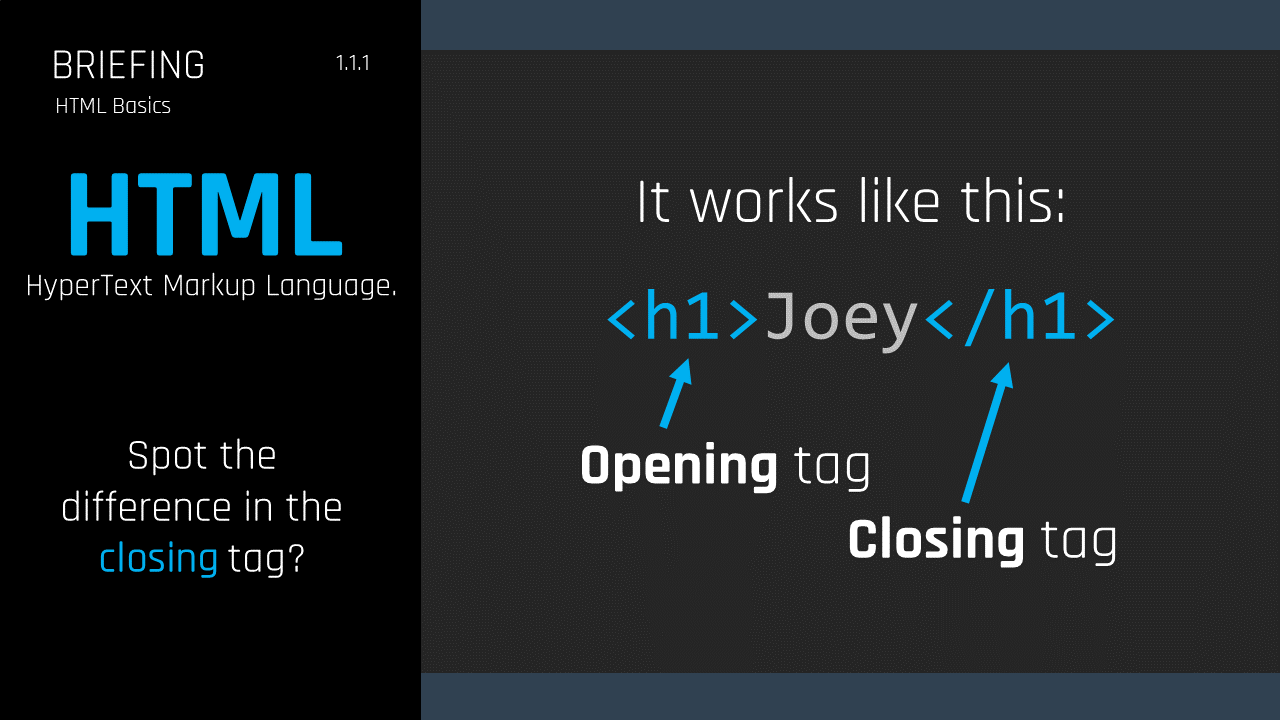 BRIEFING
1.1.1
HTML Basics
HTML
HyperText Markup Language.
Spot the
difference in the
closing tag?
It works like this:
<h1>Joey</h1>
Opening tag
Closing tag